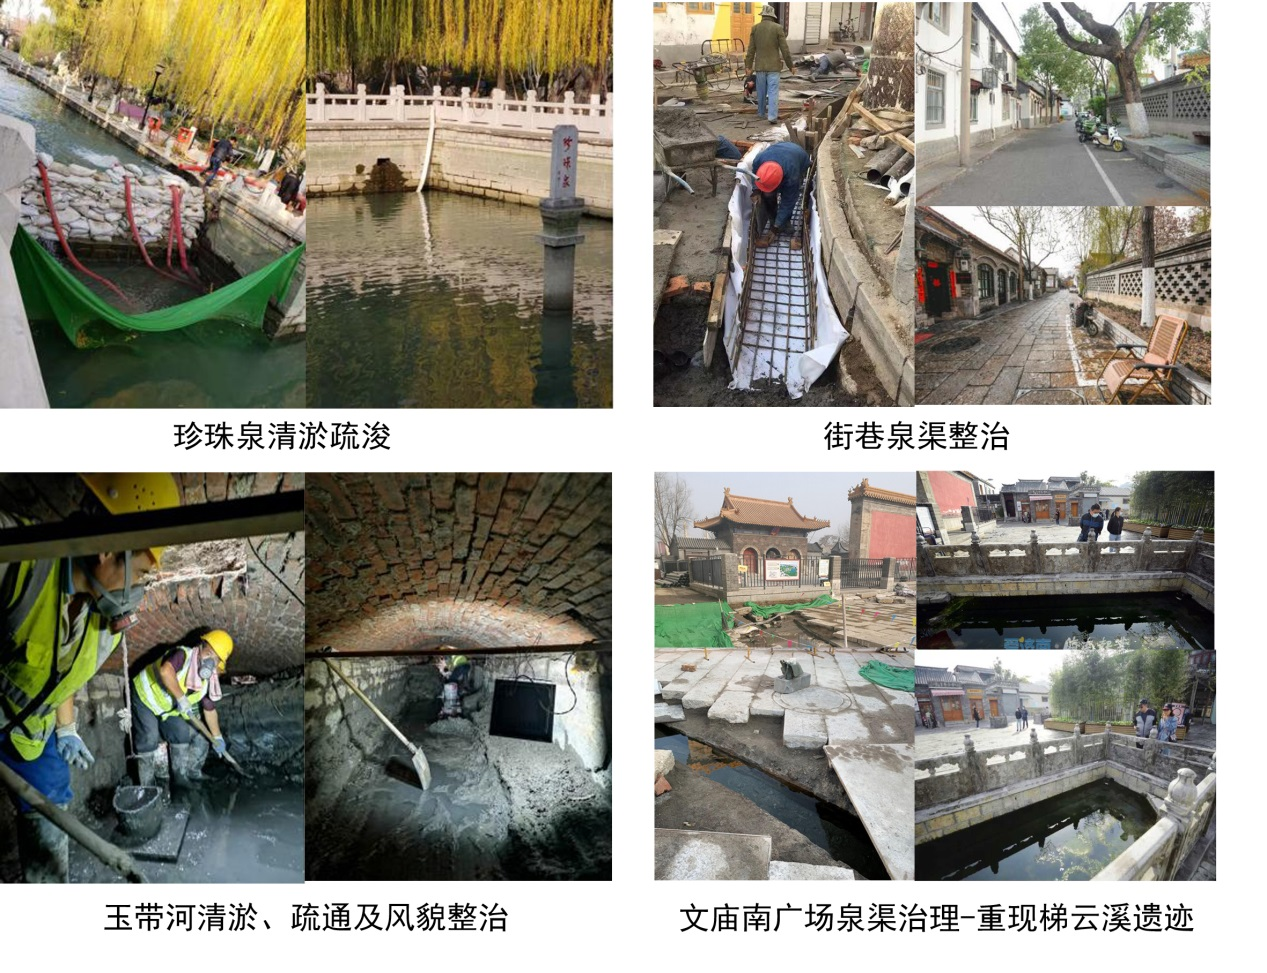 珍珠泉
珍珠泉清淤疏浚
街巷泉渠整治
玉带河清淤、疏通及风貌整治
文庙南广场泉渠治理-重现梯云溪遗迹